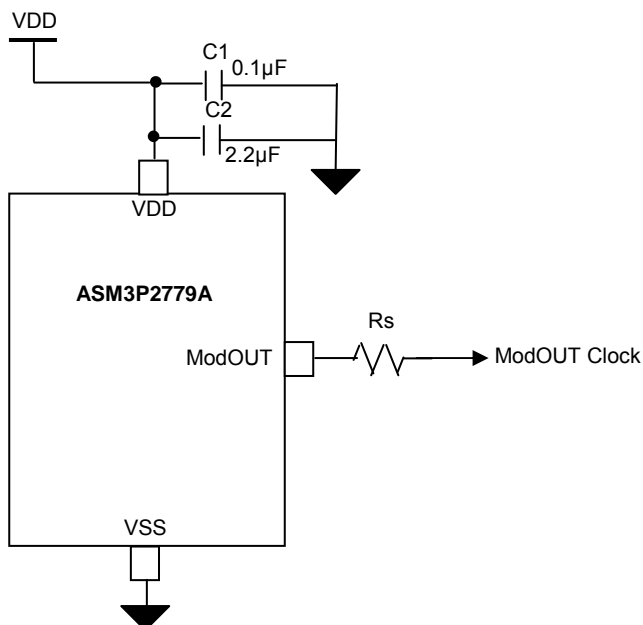 VDD
C1
0.1µF
C2
2.2µF
VDD
ASM3P2779A
Rs
ModOUT
ModOUT Clock
VSS